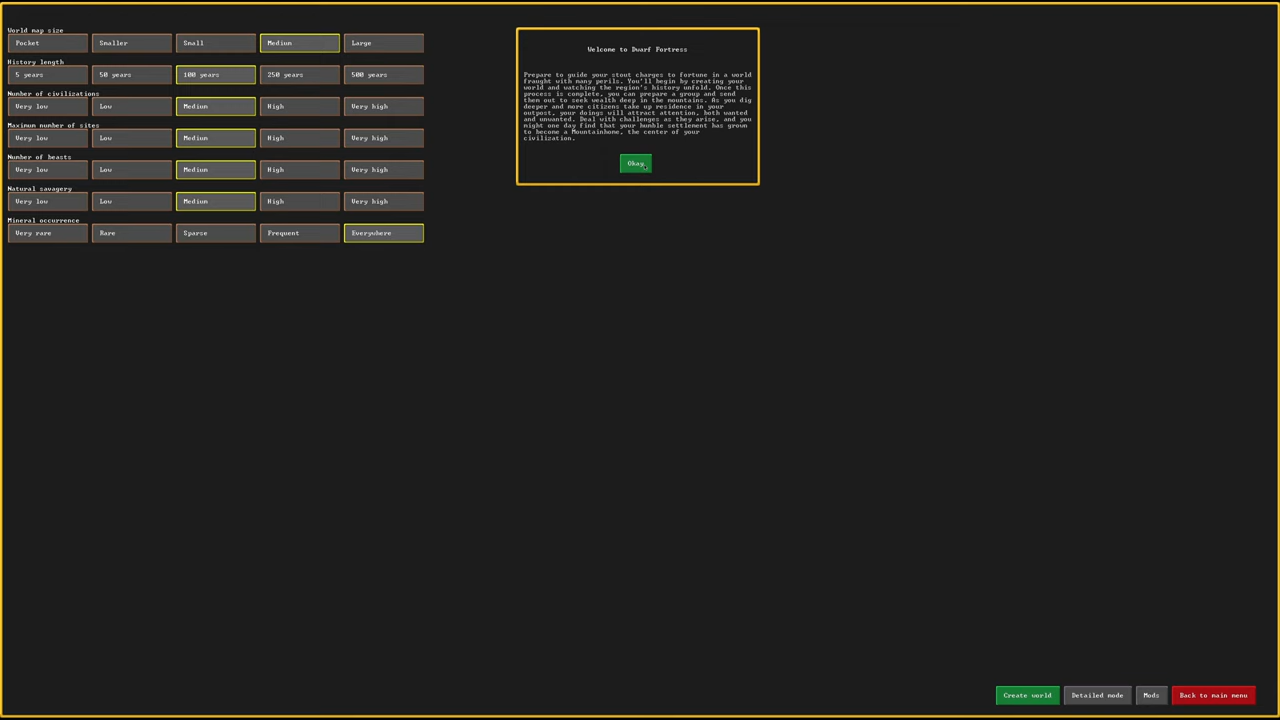 World map size
Pocket Smaller Small Medium Large
History length
5 years 50 years 100 years 250 years 500 years
Number of civilizations
Very low Low Medium High Very high
Maximum number of sites
Very low Low Medium High Very high
Number of beasts
Very low Low Medium High Very high
Natural savagery
Very low Low Medium High Very high
Mineral occurrence
Very rare Rare Sparse Frequent Everywhere
Welcome to Dwarf Fortress
Prepare to guide your stout charges to fortune in a world
fraught with many perils. You'll begin by creating your
world and watching the region's history unfold. Once this
process is complete, you can prepare a group and send
them out to seek wealth deep in the mountains. As you dig
deeper and more citizens take up residence in your
outpost, your doings will attract attention, both wanted
and unwanted. Deal with challenges as they arise, and you
might one day find that your humble settlement has grown
to become a Mountainhome, the center of your
civilization.
Okay
Create world Detailed mode Mods Back to main menu